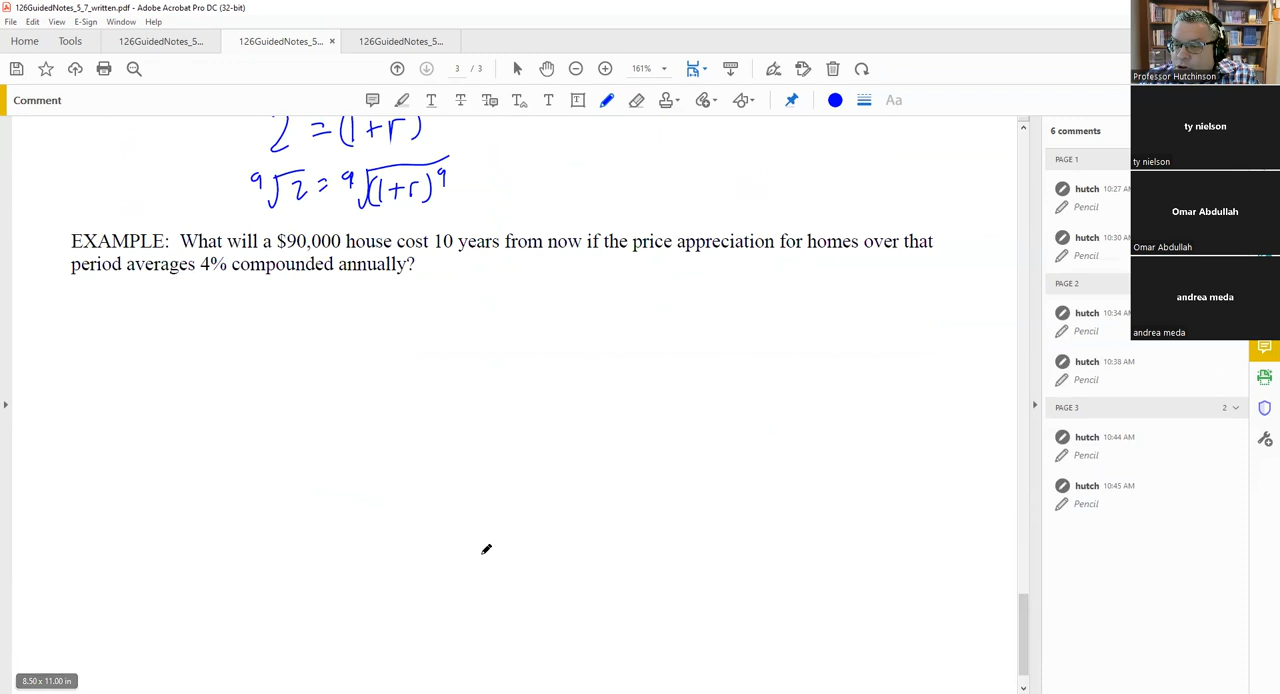 126GuidedNotes_5_7_written.pdf - Adobe Acrobat Pro DC (32-bit)
File Edit View E-Sign Window Help
Home Tools 126GuidedNotes_5... 126GuidedNotes_5... × 126GuidedNotes_5...
3 / 3 161%
Comment
Aa
2 = (1+r)
9√2 = 9√(1+r)9
EXAMPLE: What will a $90,000 house cost 10 years from now if the price appreciation for homes over that
period averages 4% compounded annually?
8.50 x 11.00 in
6 comments
PAGE 1
hutch 10:27 A
Pencil
hutch 10:30 A
Pencil
PAGE 2
hutch 10:34 A
Pencil
hutch 10:38 AM
Pencil
PAGE 3 2
hutch 10:44 AM
Pencil
hutch 10:45 AM
Pencil
Professor Hutchinson
ty nielson
ty nielson
Omar Abdullah
Omar Abdullah
andrea meda
andrea meda